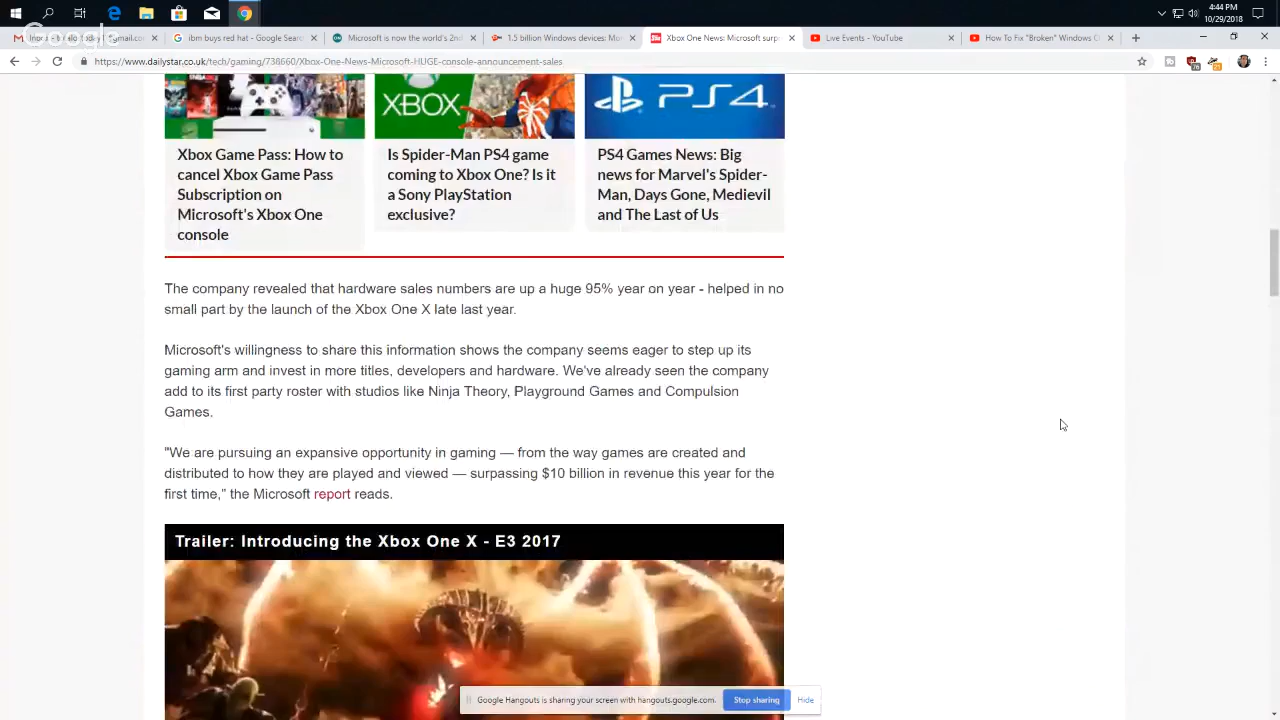 4:44 PM
10/29/2018
Google
ibm buys red hat - Google Sear
Microsoft is now the world's 2nd
1.5 billion Windows devices: Mo
Xbox One News: Microsoft surp
Live Events - YouTube
How To Fix "Broken" Windows
https://www.dailystar.co.uk/tech/gaming/738660/Xbox-One-News-Microsoft-HUGE-console-announcement-sales
XBOX
PS4
Xbox Game Pass: How to
cancel Xbox Game Pass
Subscription on
Microsoft's Xbox One
console
Is Spider-Man PS4 game
coming to Xbox One? Is it
a Sony PlayStation
exclusive?
PS4 Games News: Big
news for Marvel's Spider-
Man, Days Gone, Medievil
and The Last of Us
The company revealed that hardware sales numbers are up a huge 95% year on year - helped in no
small part by the launch of the Xbox One X late last year.
Microsoft's willingness to share this information shows the company seems eager to step up its
gaming arm and invest in more titles, developers and hardware. We've already seen the company
add to its first party roster with studios like Ninja Theory, Playground Games and Compulsion
Games.
"We are pursuing an expansive opportunity in gaming — from the way games are created and
distributed to how they are played and viewed — surpassing $10 billion in revenue this year for the
first time," the Microsoft report reads.
Trailer: Introducing the Xbox One X - E3 2017
Google Hangouts is sharing your screen with hangouts.google.com.
Stop sharing
Hide